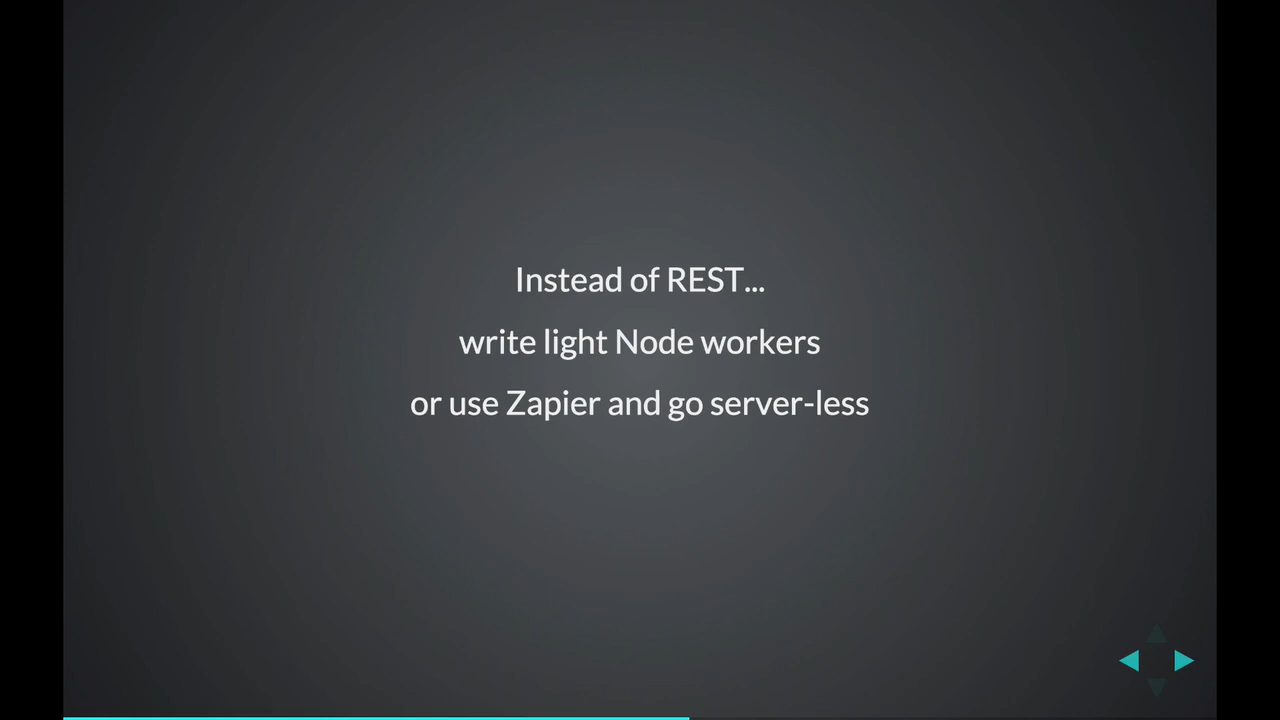 Instead of REST...
write light Node workers
or use Zapier and go server-less